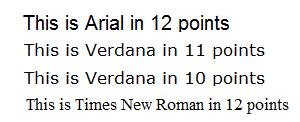 This is Arial in 12 points
This is Verdana in 11 points
This is Verdana in 10 points
This is Times New Roman in 12 points